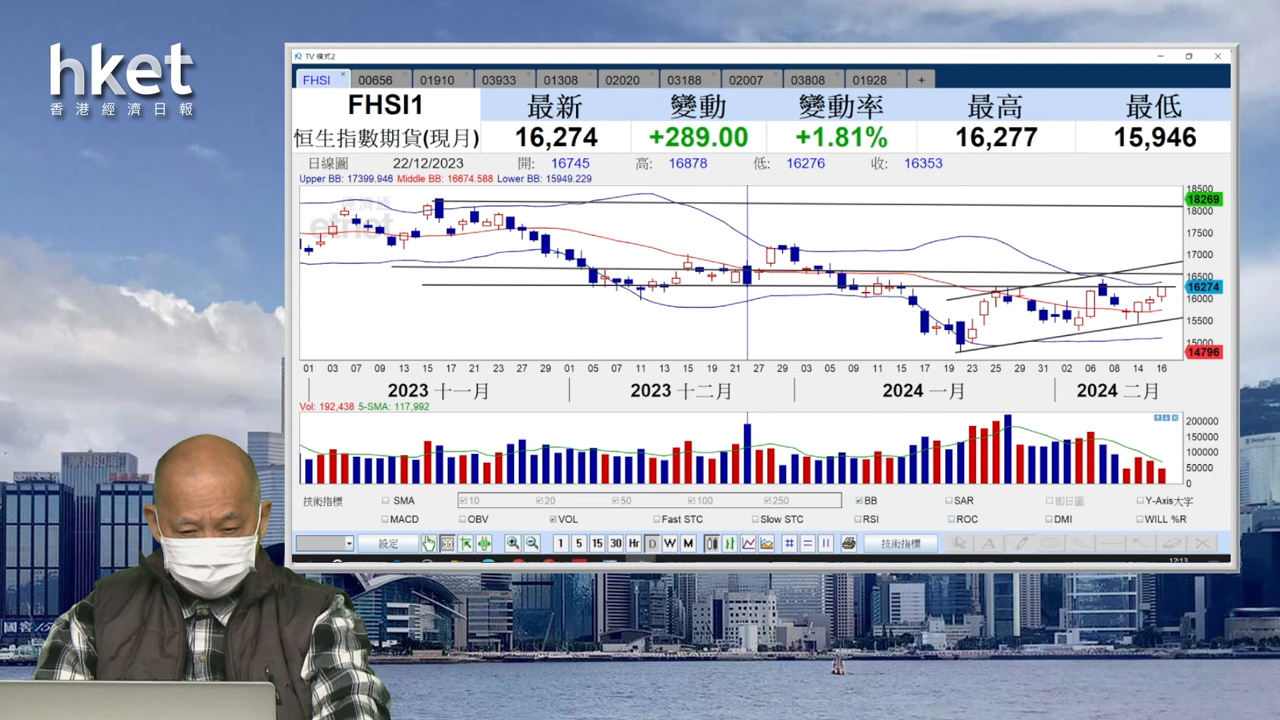 hket
香港經濟日報
TV 模式2
FHSI 00656 01910 03933 01308 02020 03188 02007 03808 01928 +
FHSI1 最新 變動 變動率 最高 最低
恒生指數期貨(現月) 16,274 +289.00 +1.81% 16,277 15,946
日線圖 22/12/2023 開: 16745 高: 16878 低: 16276 收: 16353
Upper BB: 17399.946 Middle BB: 16674.588 Lower BB: 15949.229
etnet
18500
18269
18000
17500
17000
16500
16274
16000
15500
15000
14796
01 03 07 09 13 15 17 21 23 27 29 01 05 07 11 13 15 19 21 27 29 03 05 09 11 15 17 19 23 25 29 31 02 06 08 14 16
2023 十一月 2023 十二月 2024 一月 2024 二月
Vol: 192,438 5-SMA: 117,992
200000
150000
100000
50000
0
技術指標 SMA 10 20 50 100 250 BB SAR 即日圖 Y-Axis大字
MACD OBV VOL Fast STC Slow STC RSI ROC DMI WILL %R
設定 1 5 15 30 Hr D W M 技術指標
12:13